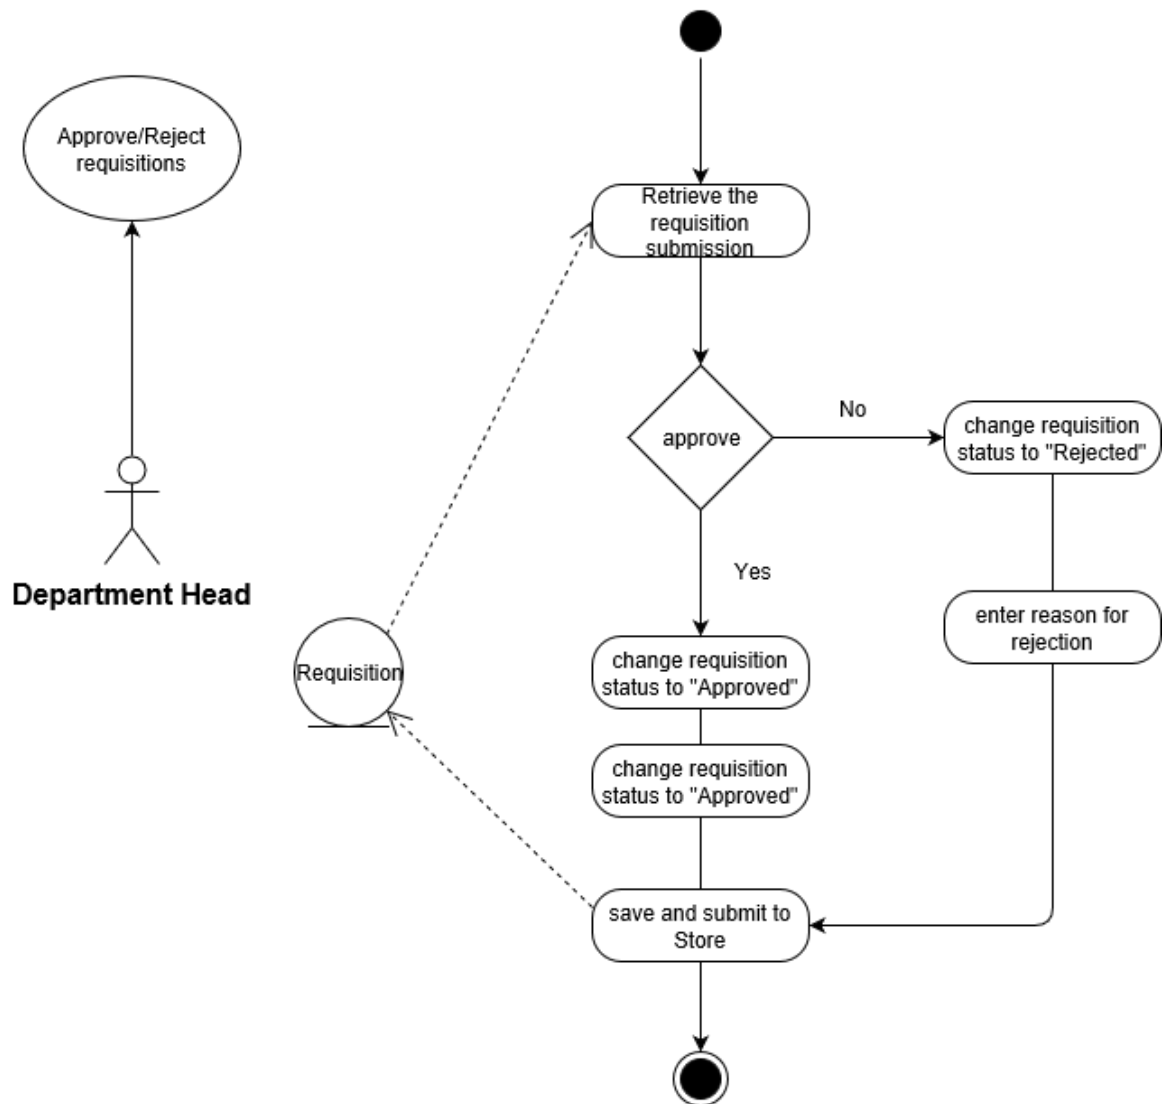 Approve/Reject
requisitions
Department Head
Requisition
Retrieve the
requisition
submission
approve
No
change requisition
status to "Rejected"
Yes
enter reason for
rejection
change requisition
status to "Approved"
change requisition
status to "Approved"
save and submit to
Store